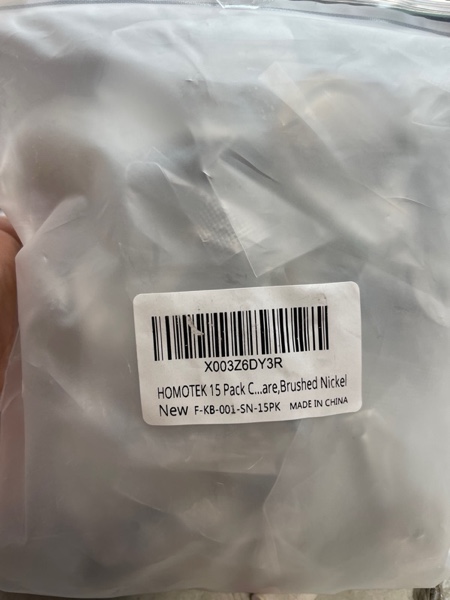 X003Z6DY3R
HOMOTEK 15 Pack C...are,Brushed Nickel
New F-KB-001-SN-15PK MADE IN CHINA